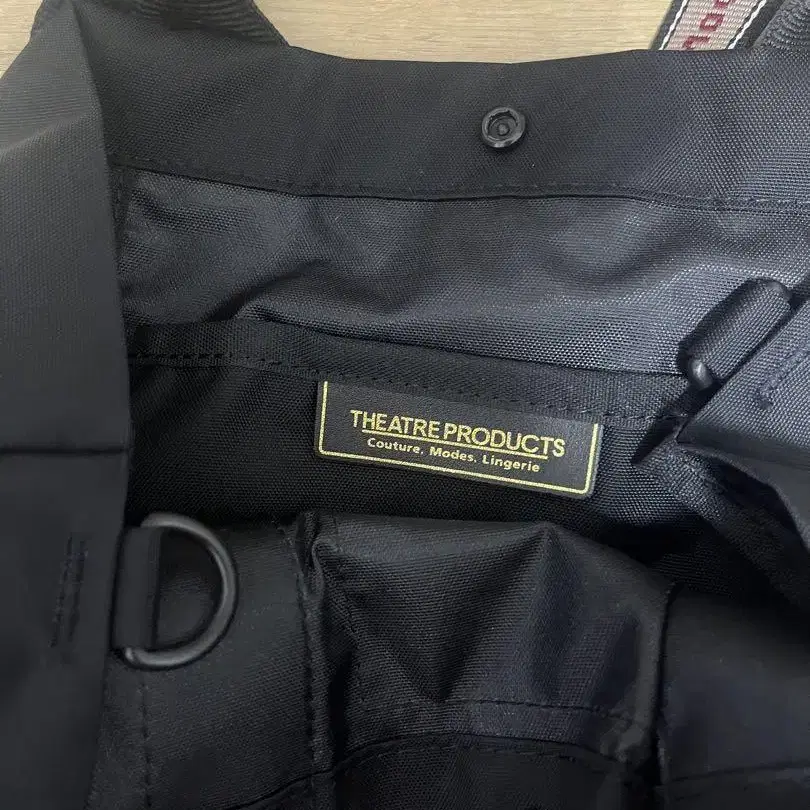 THEATRE PRODUCTS
Couture, Modes, Lingerie